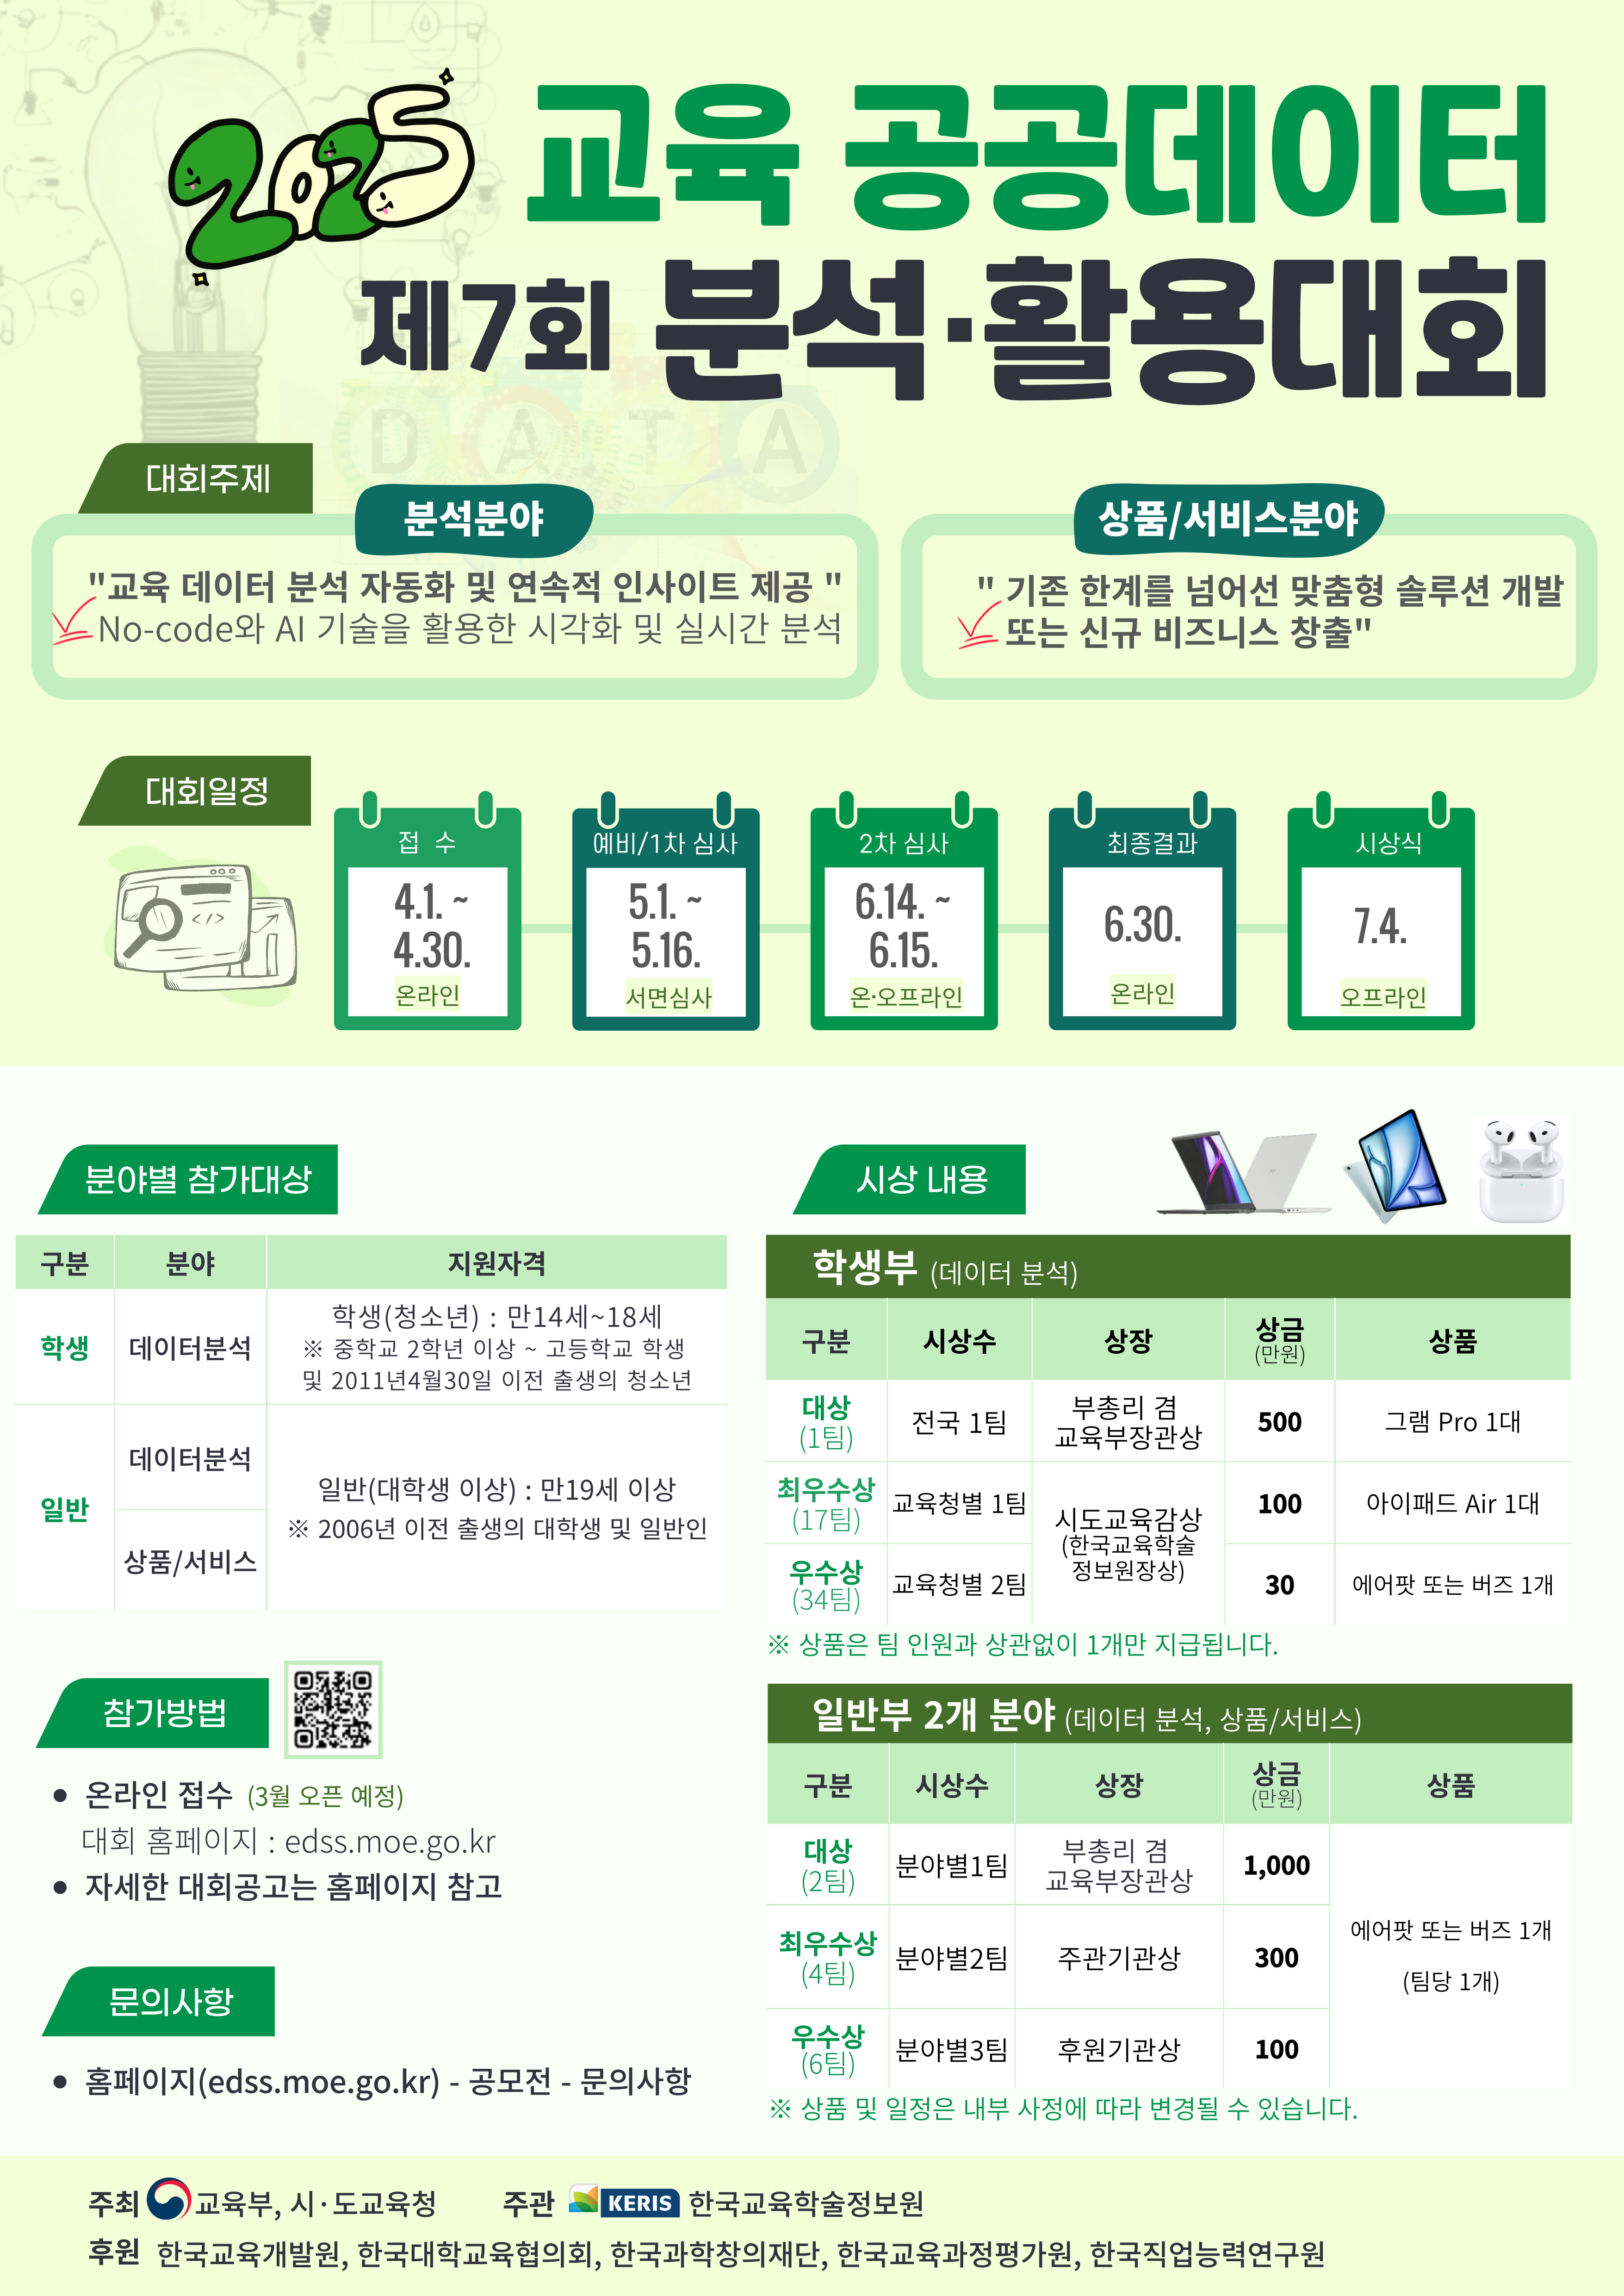 2025 교육 공공데이터
제7회 분석·활용대회
DATA
대회주제
분석분야
"교육 데이터 분석 자동화 및 연속적 인사이트 제공 "
No-code와 AI 기술을 활용한 시각화 및 실시간 분석
상품/서비스분야
" 기존 한계를 넘어선 맞춤형 솔루션 개발
또는 신규 비즈니스 창출"
대회일정
접 수
4.1. ~
4.30.
온라인
예비/1차 심사
5.1. ~
5.16.
서면심사
2차 심사
6.14. ~
6.15.
온·오프라인
최종결과
6.30.
온라인
시상식
7.4.
오프라인
</>
분야별 참가대상
구분 분야 지원자격
학생 데이터분석 학생(청소년) : 만14세~18세
※ 중학교 2학년 이상 ~ 고등학교 학생
및 2011년4월30일 이전 출생의 청소년
일반 데이터분석
상품/서비스
일반(대학생 이상) : 만19세 이상
※ 2006년 이전 출생의 대학생 및 일반인
참가방법
● 온라인 접수 (3월 오픈 예정)
대회 홈페이지 : edss.moe.go.kr
● 자세한 대회공고는 홈페이지 참고
문의사항
● 홈페이지(edss.moe.go.kr) - 공모전 - 문의사항
시상 내용
학생부 (데이터 분석)
구분 시상수 상장 상금 상품
(만원)
대상
(1팀)
전국 1팀
부총리 겸
교육부장관상
500
그램 Pro 1대
최우수상
(17팀)
교육청별 1팀
시도교육감상
(한국교육학술
정보원장상)
100
아이패드 Air 1대
우수상
(34팀)
교육청별 2팀
30
에어팟 또는 버즈 1개
※ 상품은 팀 인원과 상관없이 1개만 지급됩니다.
일반부 2개 분야 (데이터 분석, 상품/서비스)
구분 시상수 상장 상금 상품
(만원)
대상
(2팀)
분야별1팀
부총리 겸
교육부장관상
1,000
최우수상
(4팀)
분야별2팀
주관기관상
300
에어팟 또는 버즈 1개
(팀당 1개)
우수상
(6팀)
분야별3팀
후원기관상
100
※ 상품 및 일정은 내부 사정에 따라 변경될 수 있습니다.
주최 교육부, 시·도교육청 주관 KERIS 한국교육학술정보원
후원 한국교육개발원, 한국대학교육협의회, 한국과학창의재단, 한국교육과정평가원, 한국직업능력연구원